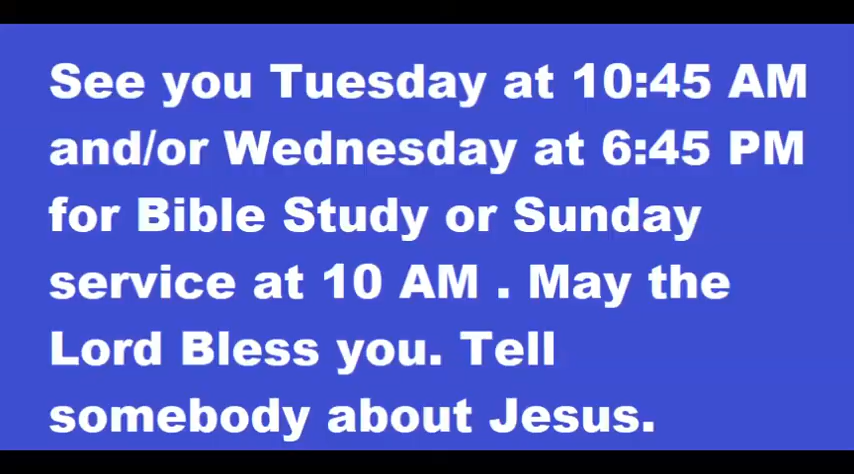 See you Tuesday at 10:45 AM
and/or Wednesday at 6:45 PM
for Bible Study or Sunday
service at 10 AM . May the
Lord Bless you. Tell
somebody about Jesus.